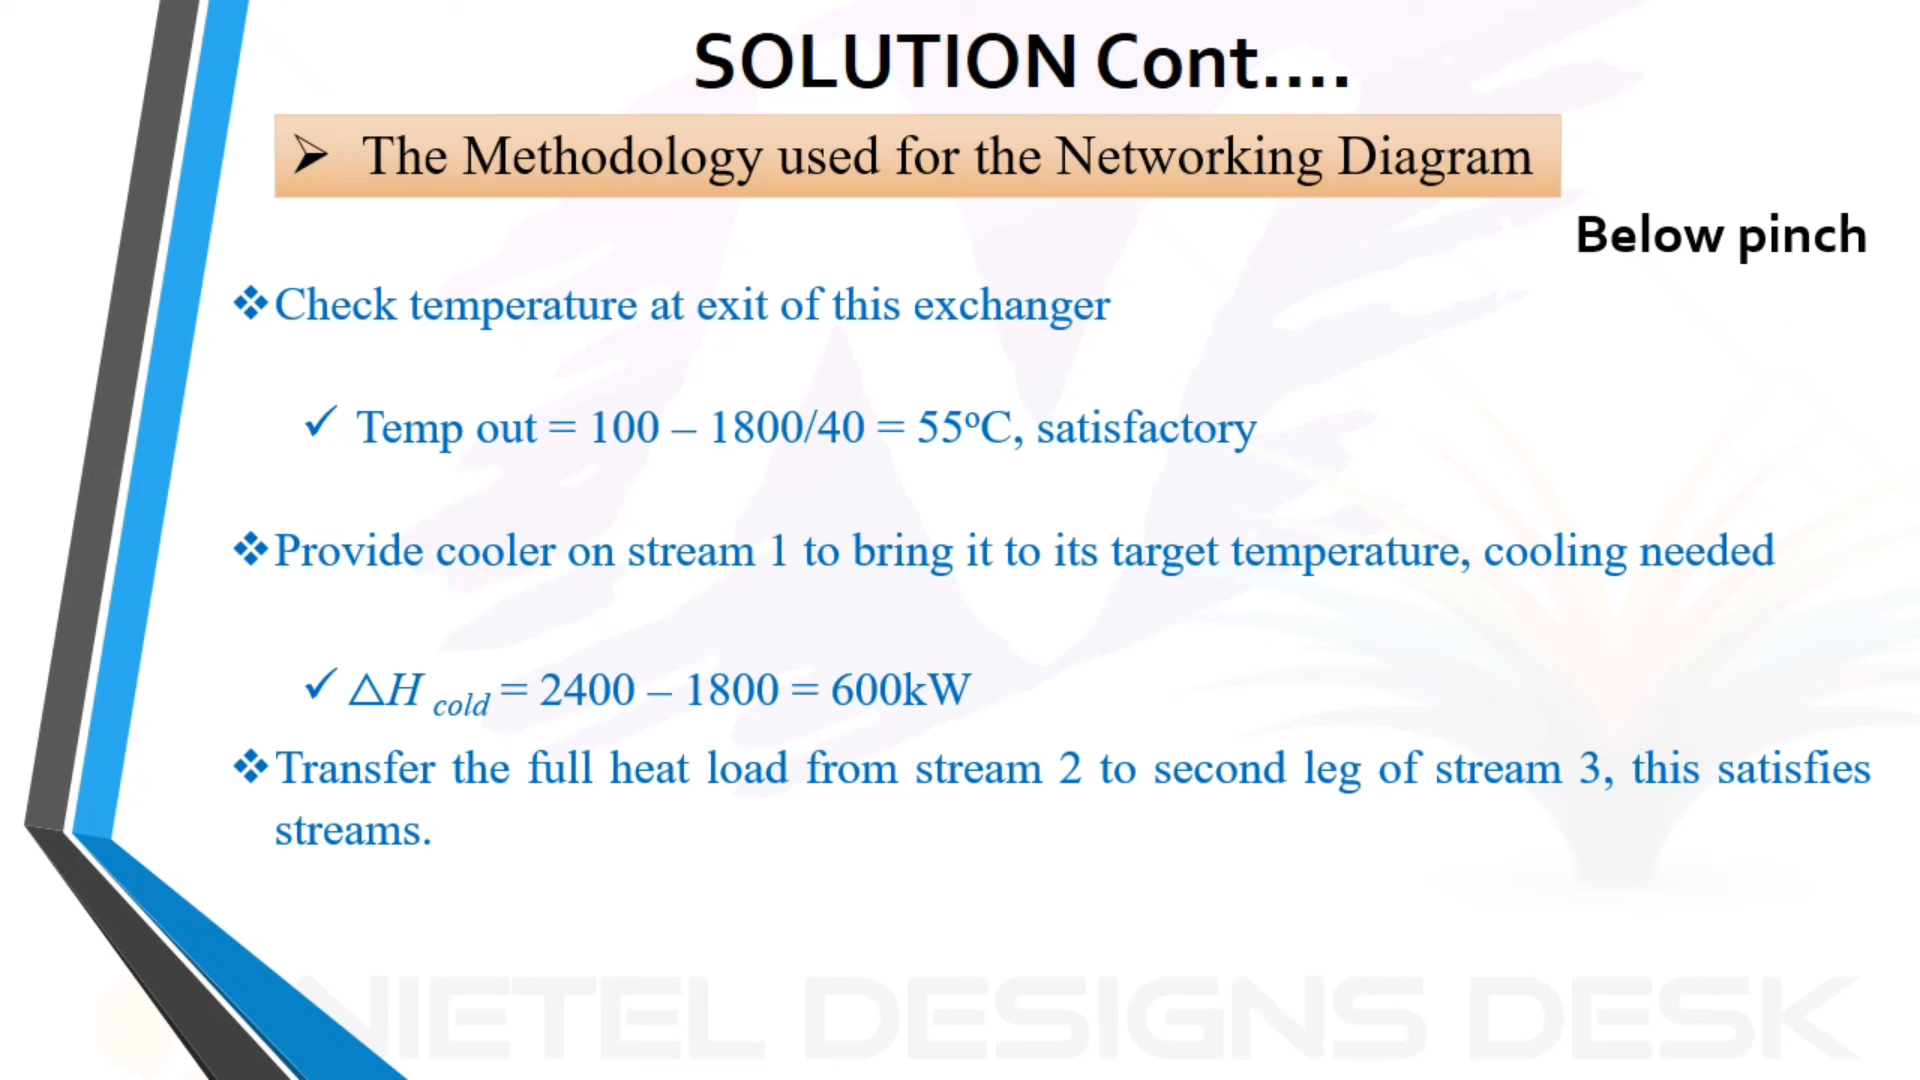 SOLUTION Cont....
➢ The Methodology used for the Networking Diagram
Below pinch
❖Check temperature at exit of this exchanger
✓ Temp out = 100 – 1800/40 = 55ºC, satisfactory
❖Provide cooler on stream 1 to bring it to its target temperature, cooling needed
✓ △H cold = 2400 – 1800 = 600kW
❖Transfer the full heat load from stream 2 to second leg of stream 3, this satisfies
streams.
NIETEL DESIGNS DESK